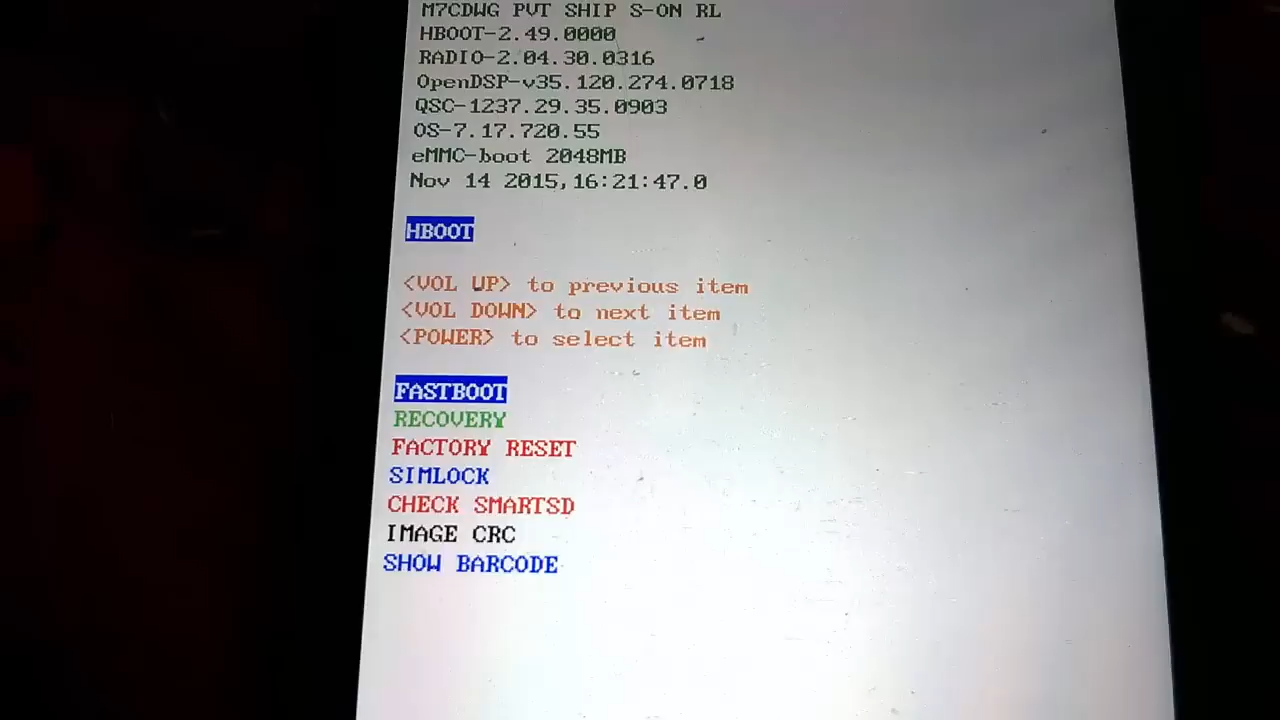 M7CDWG PVT SHIP S-ON RL
HBOOT-2.49.0000
RADIO-2.04.30.0316
OpenDSP-v35.120.274.0718
QSC-1237.29.35.0903
OS-7.17.720.55
eMMC-boot 2048MB
Nov 14 2015,16:21:47.0
HBOOT
<VOL UP> to previous item
<VOL DOWN> to next item
<POWER> to select item
FASTBOOT
RECOVERY
FACTORY RESET
SIMLOCK
CHECK SMARTSD
IMAGE CRC
SHOW BARCODE